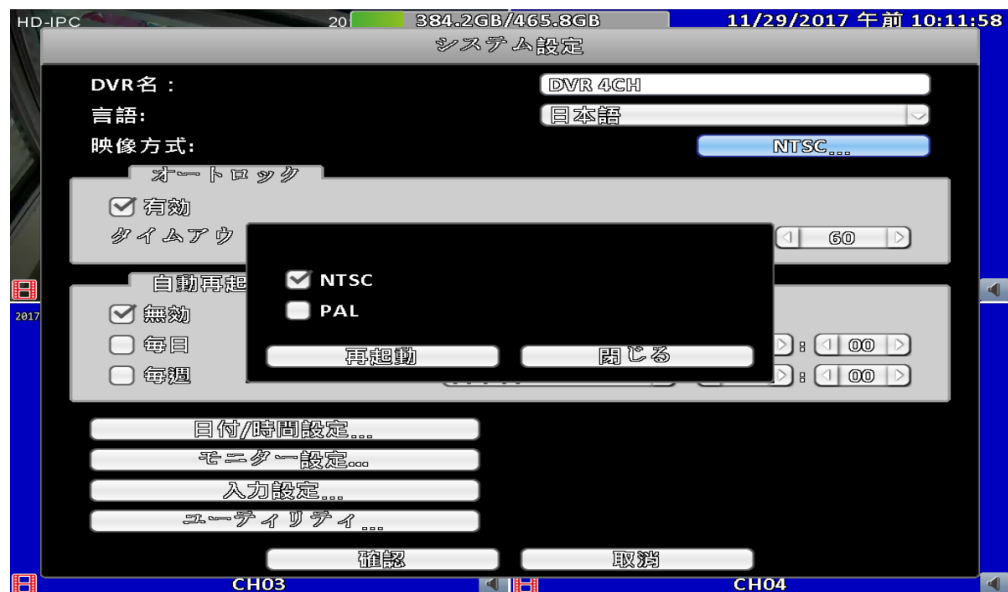 HD-IPC 20 384.2GB/465.8GB 11/29/2017 午前 10:11:58
システム設定
DVR名 : DVR 4CH
言語: 日本語
映像方式: NTSC...
オートロック
有効
タイムアウ 60
NTSC
自動再起
2017 無効 PAL
毎日 : 00
再起動 閉じる
毎週 : 00
日付/時間設定...
モニター設定...
入力設定...
ユーティリティ...
確認 取消
CH03 CH04